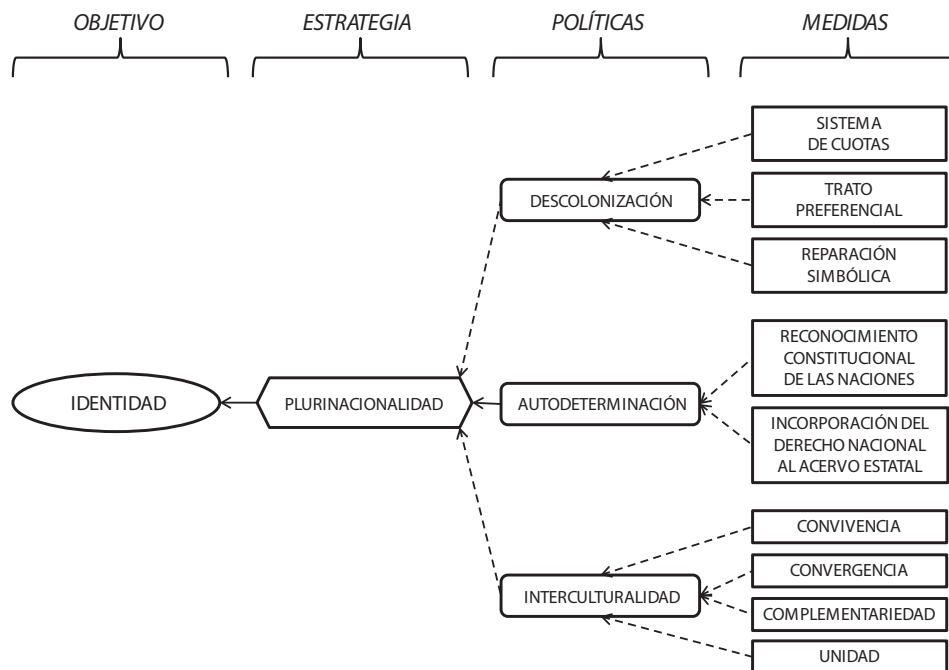 OBJETIVO
ESTRATEGIA
POLÍTICAS
MEDIDAS
SISTEMA
DE CUOTAS
DESCOLONIZACIÓN
TRATO
PREFERENCIAL
REPARACIÓN
SIMBÓLICA
RECONOCIMIENTO
CONSTITUCIONAL
DE LAS NACIONES
IDENTIDAD
PLURINACIONALIDAD
AUTODETERMINACIÓN
INCORPORACIÓN DEL
DERECHO NACIONAL
AL ACERVO ESTATAL
CONVIVENCIA
CONVERGENCIA
INTERCULTURALIDAD
COMPLEMENTARIEDAD
UNIDAD